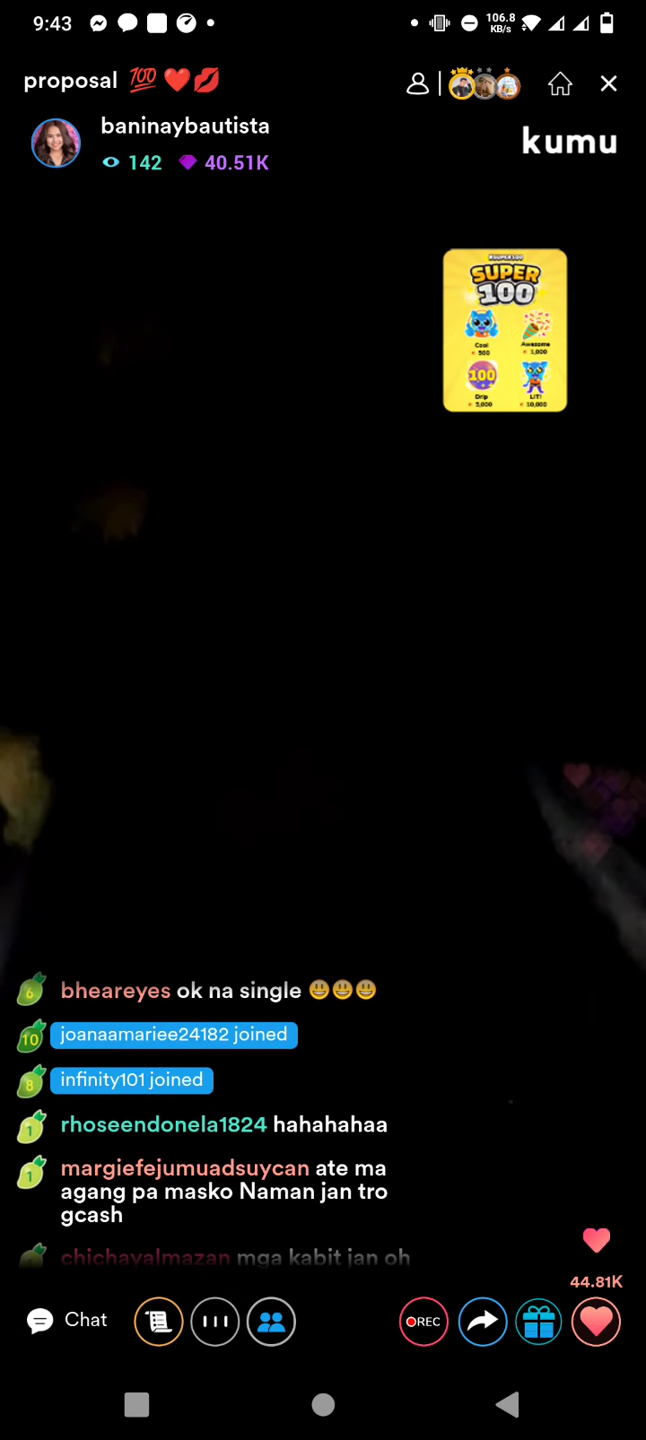 9:43
106.8
KB/s
proposal 💯❤️💋
baninaybautista
142 40.51K
kumu
#SUPER100
SUPER
100
Cool
500
Awesome
1,000
100
Drip
5,000
LIT!
10,000
6 bheareyes ok na single 😃😃😃
10 joanaamariee24182 joined
8 infinity101 joined
1 rhoseendonela1824 hahahahaa
1 margiefejumuadsuycan ate ma
agang pa masko Naman jan tro
gcash
chichayalmazan mga kabit jan oh
44.81K
Chat
REC